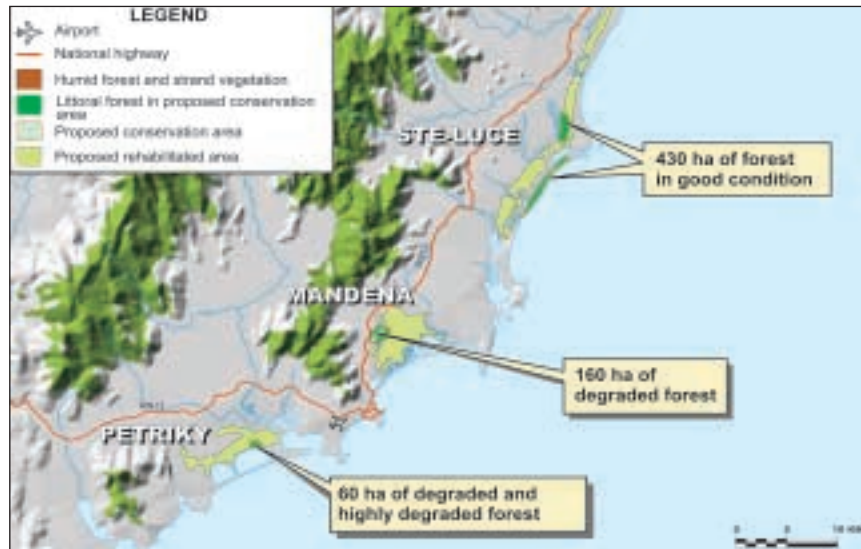 LEGEND
Airport
National highway
Humid forest and strand vegetation
Littoral forest in proposed conservation
area
Proposed conservation area
Proposed rehabilitated area
STE-LUCE
430 ha of forest
in good condition
MANDENA
160 ha of
degraded forest
PETRIKY
60 ha of degraded and
highly degraded forest